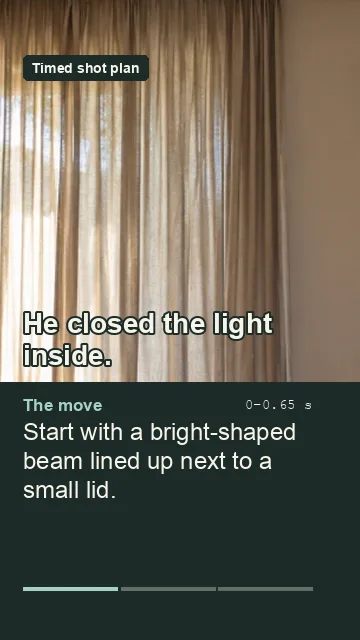 Timed shot plan
He closed the light
inside.
The move
0–0.65 s
Start with a bright-shaped
beam lined up next to a
small lid.